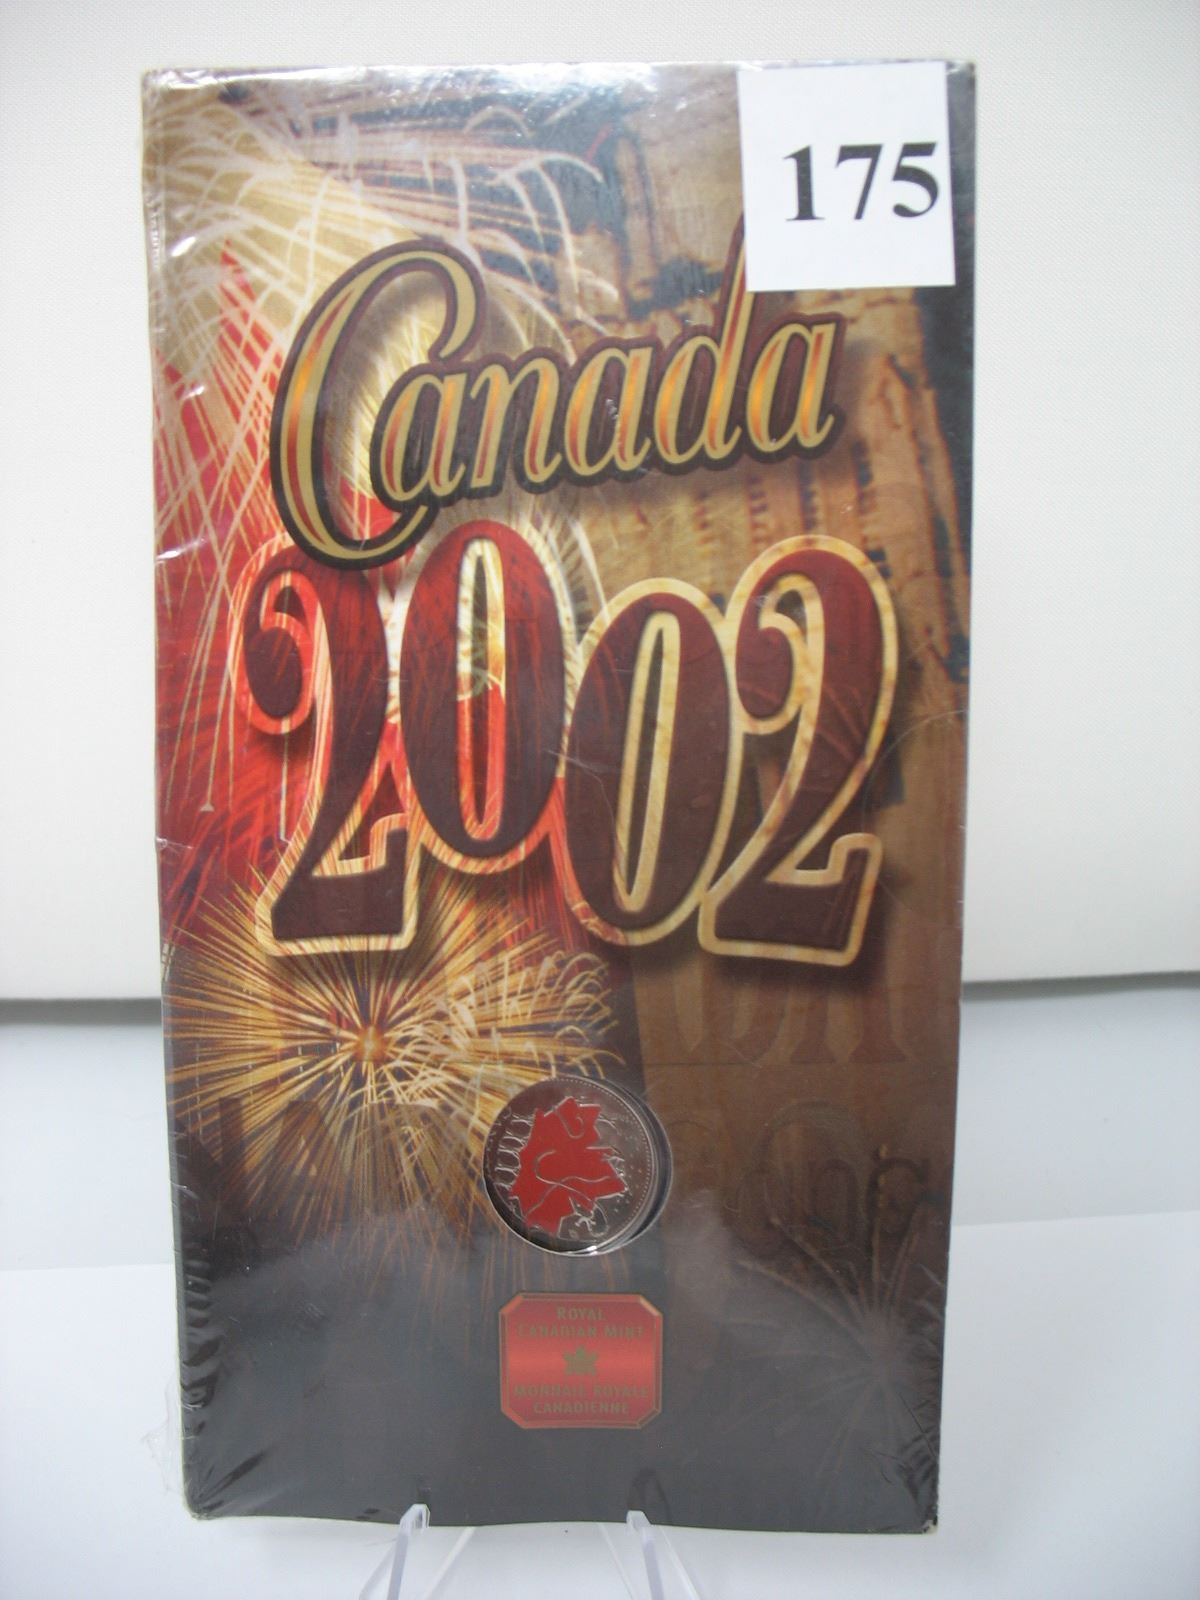 175
Canada
2002
ROYAL
CANADIAN MINT
MONNAIE ROYALE
CANADIENNE